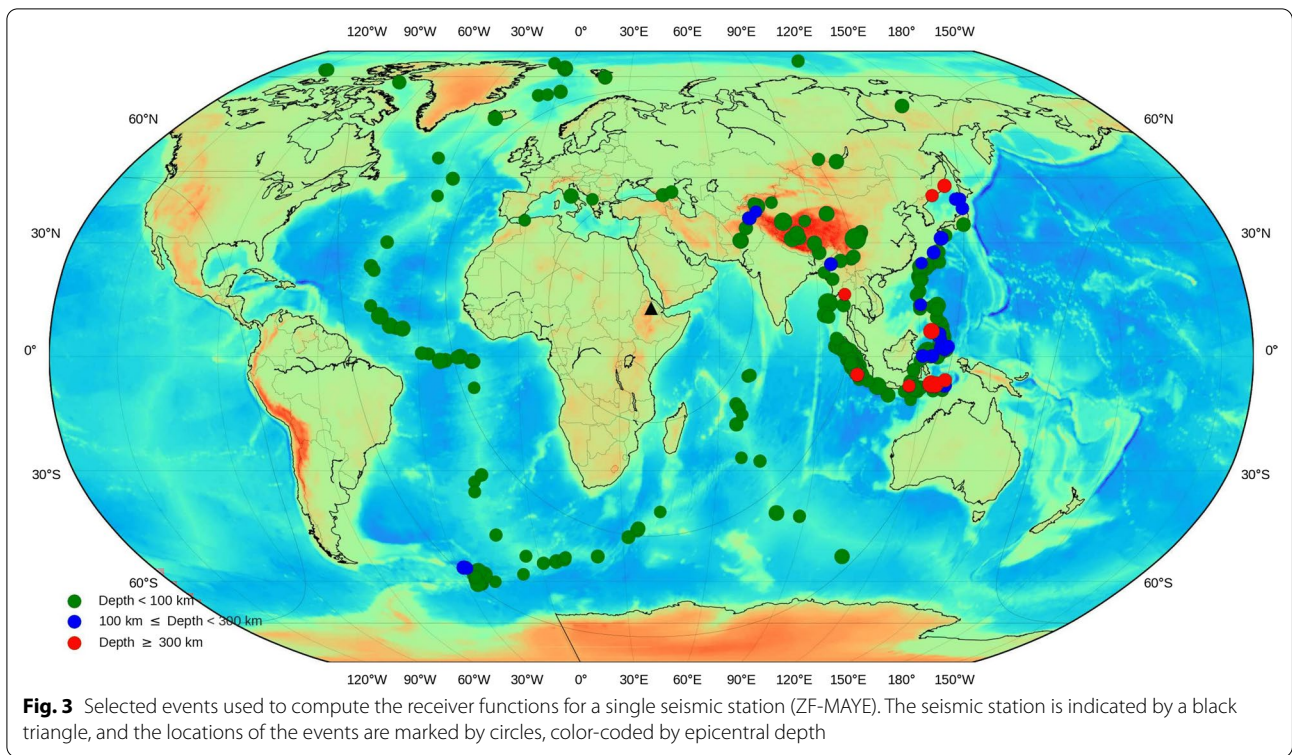 120°W 90°W 60°W 30°W 0° 30°E 60°E 90°E 120°E 150°E 180° 150°W
60°N 60°N
30°N 30°N
0° 0°
30°S 30°S
60°S 60°S
Depth < 100 km
100 km ≤ Depth < 300 km
Depth ≥ 300 km
120°W 90°W 60°W 30°W 0° 30°E 60°E 90°E 120°E 150°E 180° 150°W
Fig. 3 Selected events used to compute the receiver functions for a single seismic station (ZF-MAYE). The seismic station is indicated by a black
triangle, and the locations of the events are marked by circles, color-coded by epicentral depth